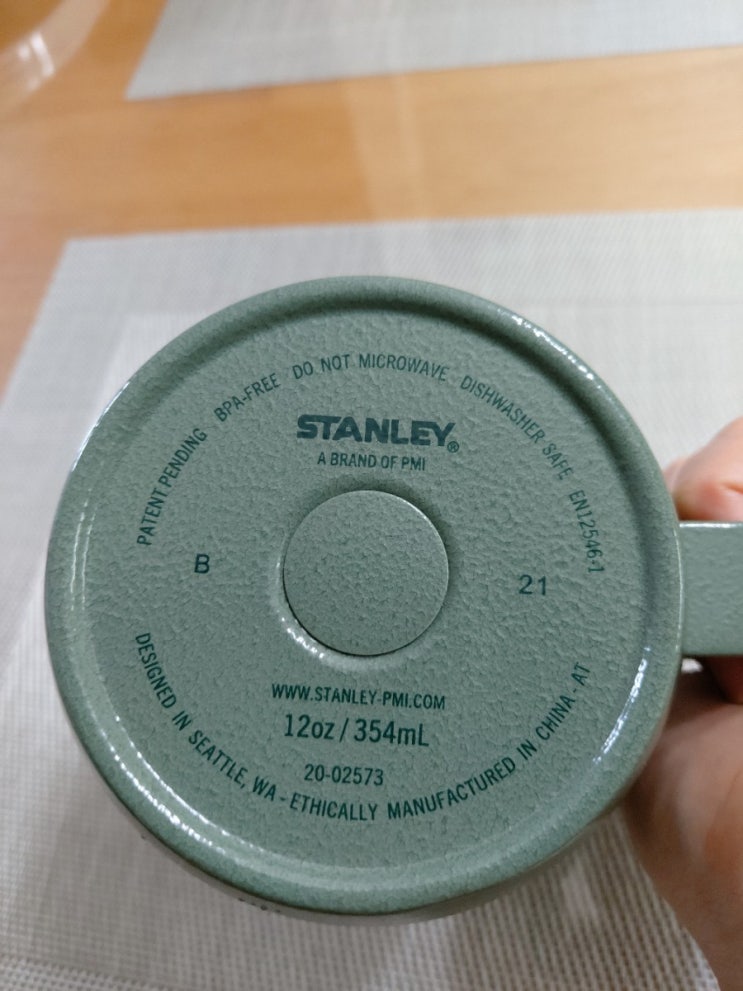 PATENT PENDING BPA-FREE DO NOT MICROWAVE DISHWASHER SAFE EN12546-1
STANLEY®
A BRAND OF PMI
B
21
WWW.STANLEY-PMI.COM
12oz / 354mL
20-02573
DESIGNED IN SEATTLE, WA - ETHICALLY MANUFACTURED IN CHINA - AT